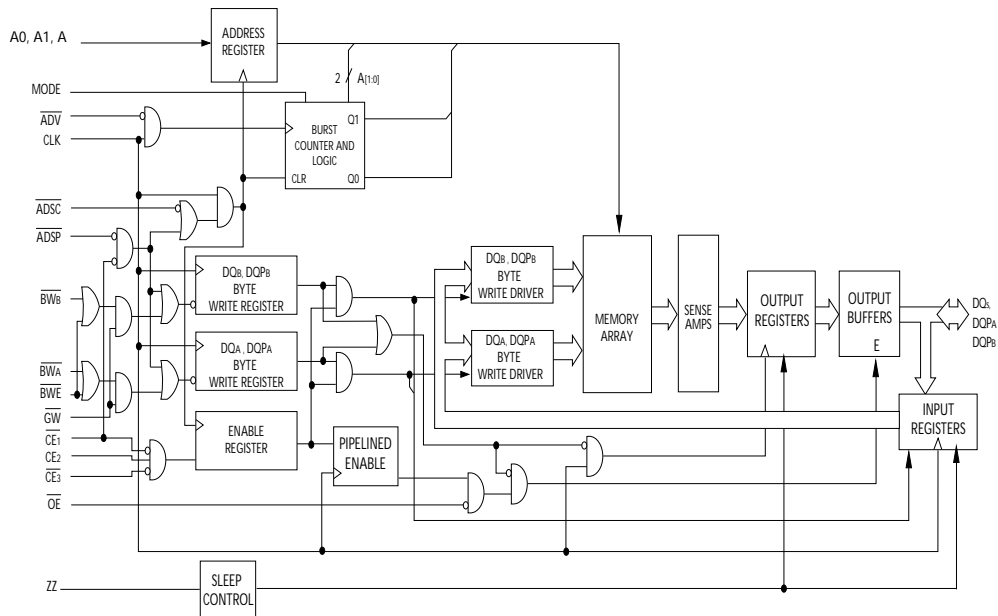 A0, A1, A
ADDRESS
REGISTER
MODE
2
A[1:0]
ADV
CLK
BURST
COUNTER AND
LOGIC
Q1
CLR
Q0
ADSC
ADSP
DQB, DQPB
BYTE
WRITE REGISTER
DQB, DQPB
BYTE
WRITE DRIVER
MEMORY
ARRAY
SENSE
AMPS
OUTPUT
REGISTERS
OUTPUT
BUFFERS
E
DQs,
DQPA
DQPB
BWB
DQA, DQPA
BYTE
WRITE REGISTER
DQA, DQPA
BYTE
WRITE DRIVER
BWA
BWE
GW
CE1
CE2
CE3
ENABLE
REGISTER
PIPELINED
ENABLE
INPUT
REGISTERS
OE
ZZ
SLEEP
CONTROL